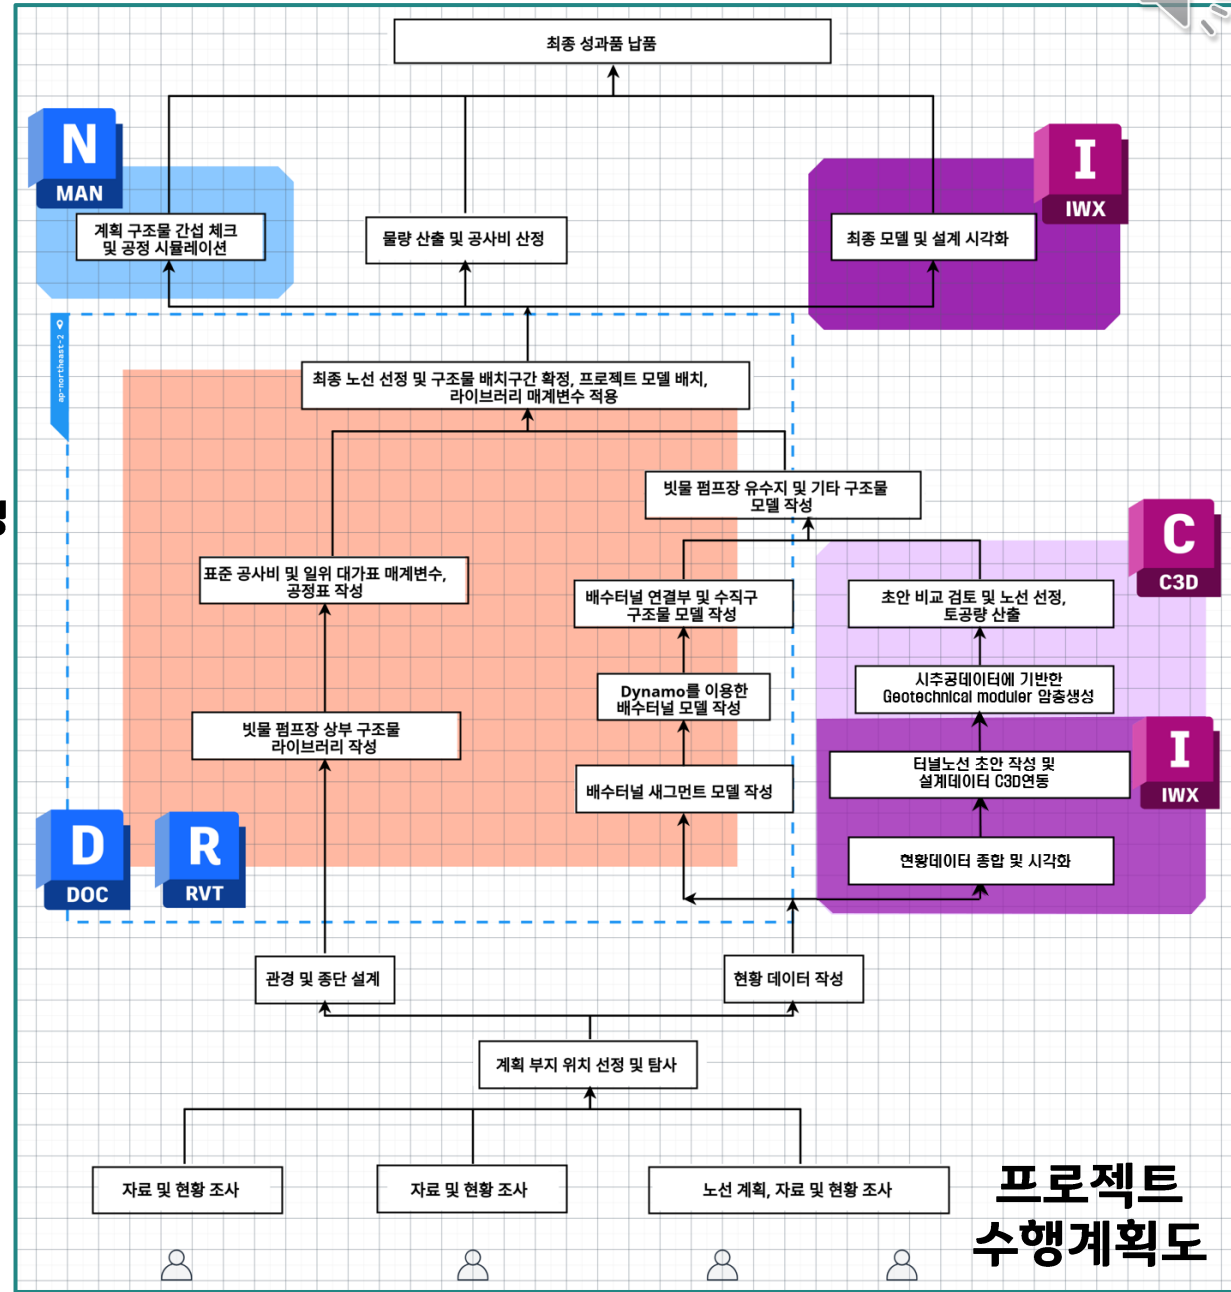 최종 성과품 납품
N
MAN
I
IWX
계획 구조물 간섭 체크
및 공정 시뮬레이션
물량 산출 및 공사비 산정
최종 모델 및 설계 시각화
ap-northeast-2
최종 노선 선정 및 구조물 배치구간 확정, 프로젝트 모델 배치,
라이브러리 매계변수 적용
빗물 펌프장 유수지 및 기타 구조물
모델 작성
C
C3D
표준 공사비 및 일위 대가표 매계변수,
공정표 작성
배수터널 연결부 및 수직구
구조물 모델 작성
초안 비교 검토 및 노선 선정,
토공량 산출
Dynamo를 이용한
배수터널 모델 작성
시추공데이터에 기반한
Geotechnical moduler 암층생성
빗물 펌프장 상부 구조물
라이브러리 작성
I
IWX
터널노선 초안 작성 및
설계데이터 C3D연동
배수터널 새그먼트 모델 작성
현황데이터 종합 및 시각화
D
DOC
R
RVT
관경 및 종단 설계
현황 데이터 작성
계획 부지 위치 선정 및 탐사
자료 및 현황 조사
자료 및 현황 조사
노선 계획, 자료 및 현황 조사
프로젝트
수행계획도